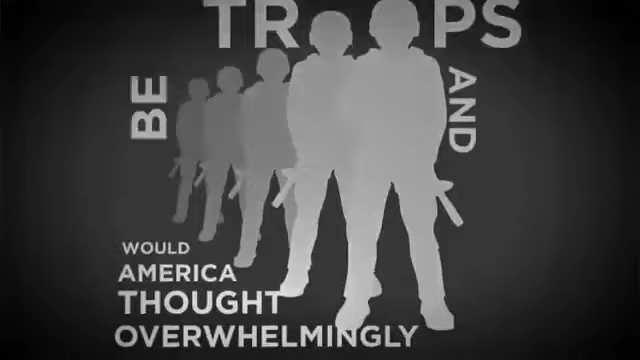 TROOPS
BE
AND
WOULD
AMERICA
THOUGHT
OVERWHELMINGLY